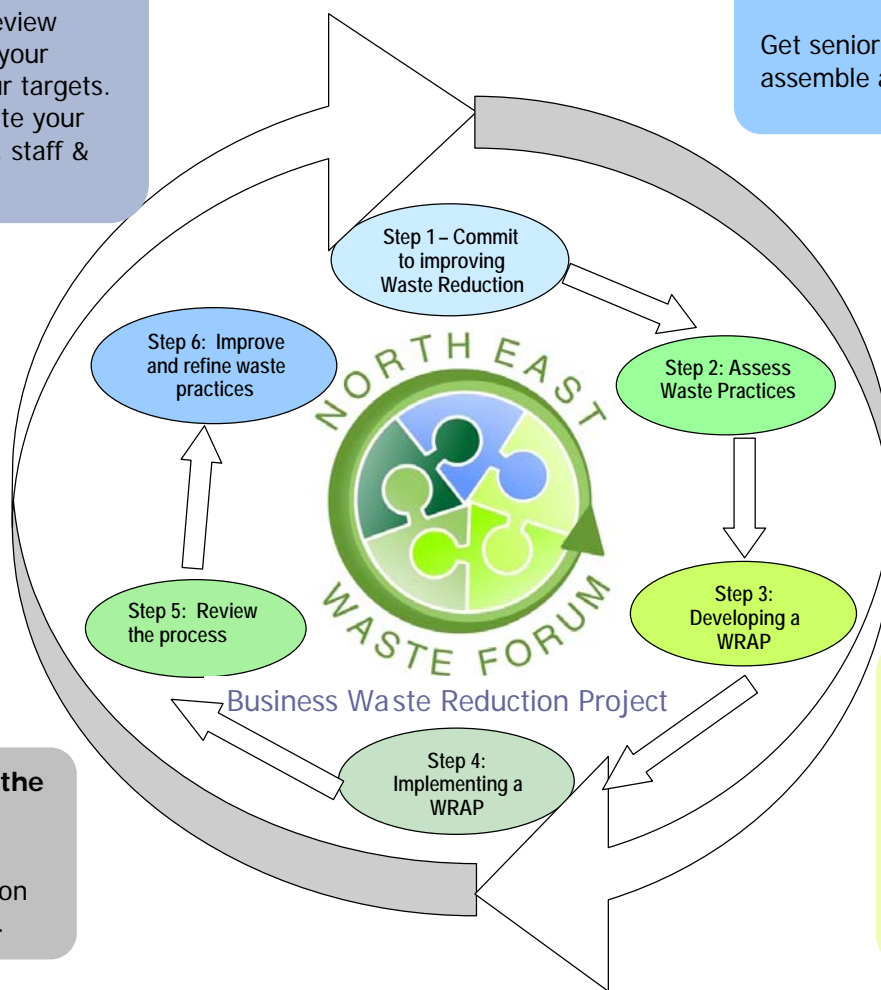 eview
your
ur targets.
te your
staff &
Get senior
assemble a
Step 1 – Commit
to improving
Waste Reduction
Step 2: Assess
Waste Practices
Step 3:
Developing a
WRAP
Step 4:
Implementing a
WRAP
Step 5: Review
the process
Step 6: Improve
and refine waste
practices
NORTH EAST
WASTE FORUM
Business Waste Reduction Project
the
on
.